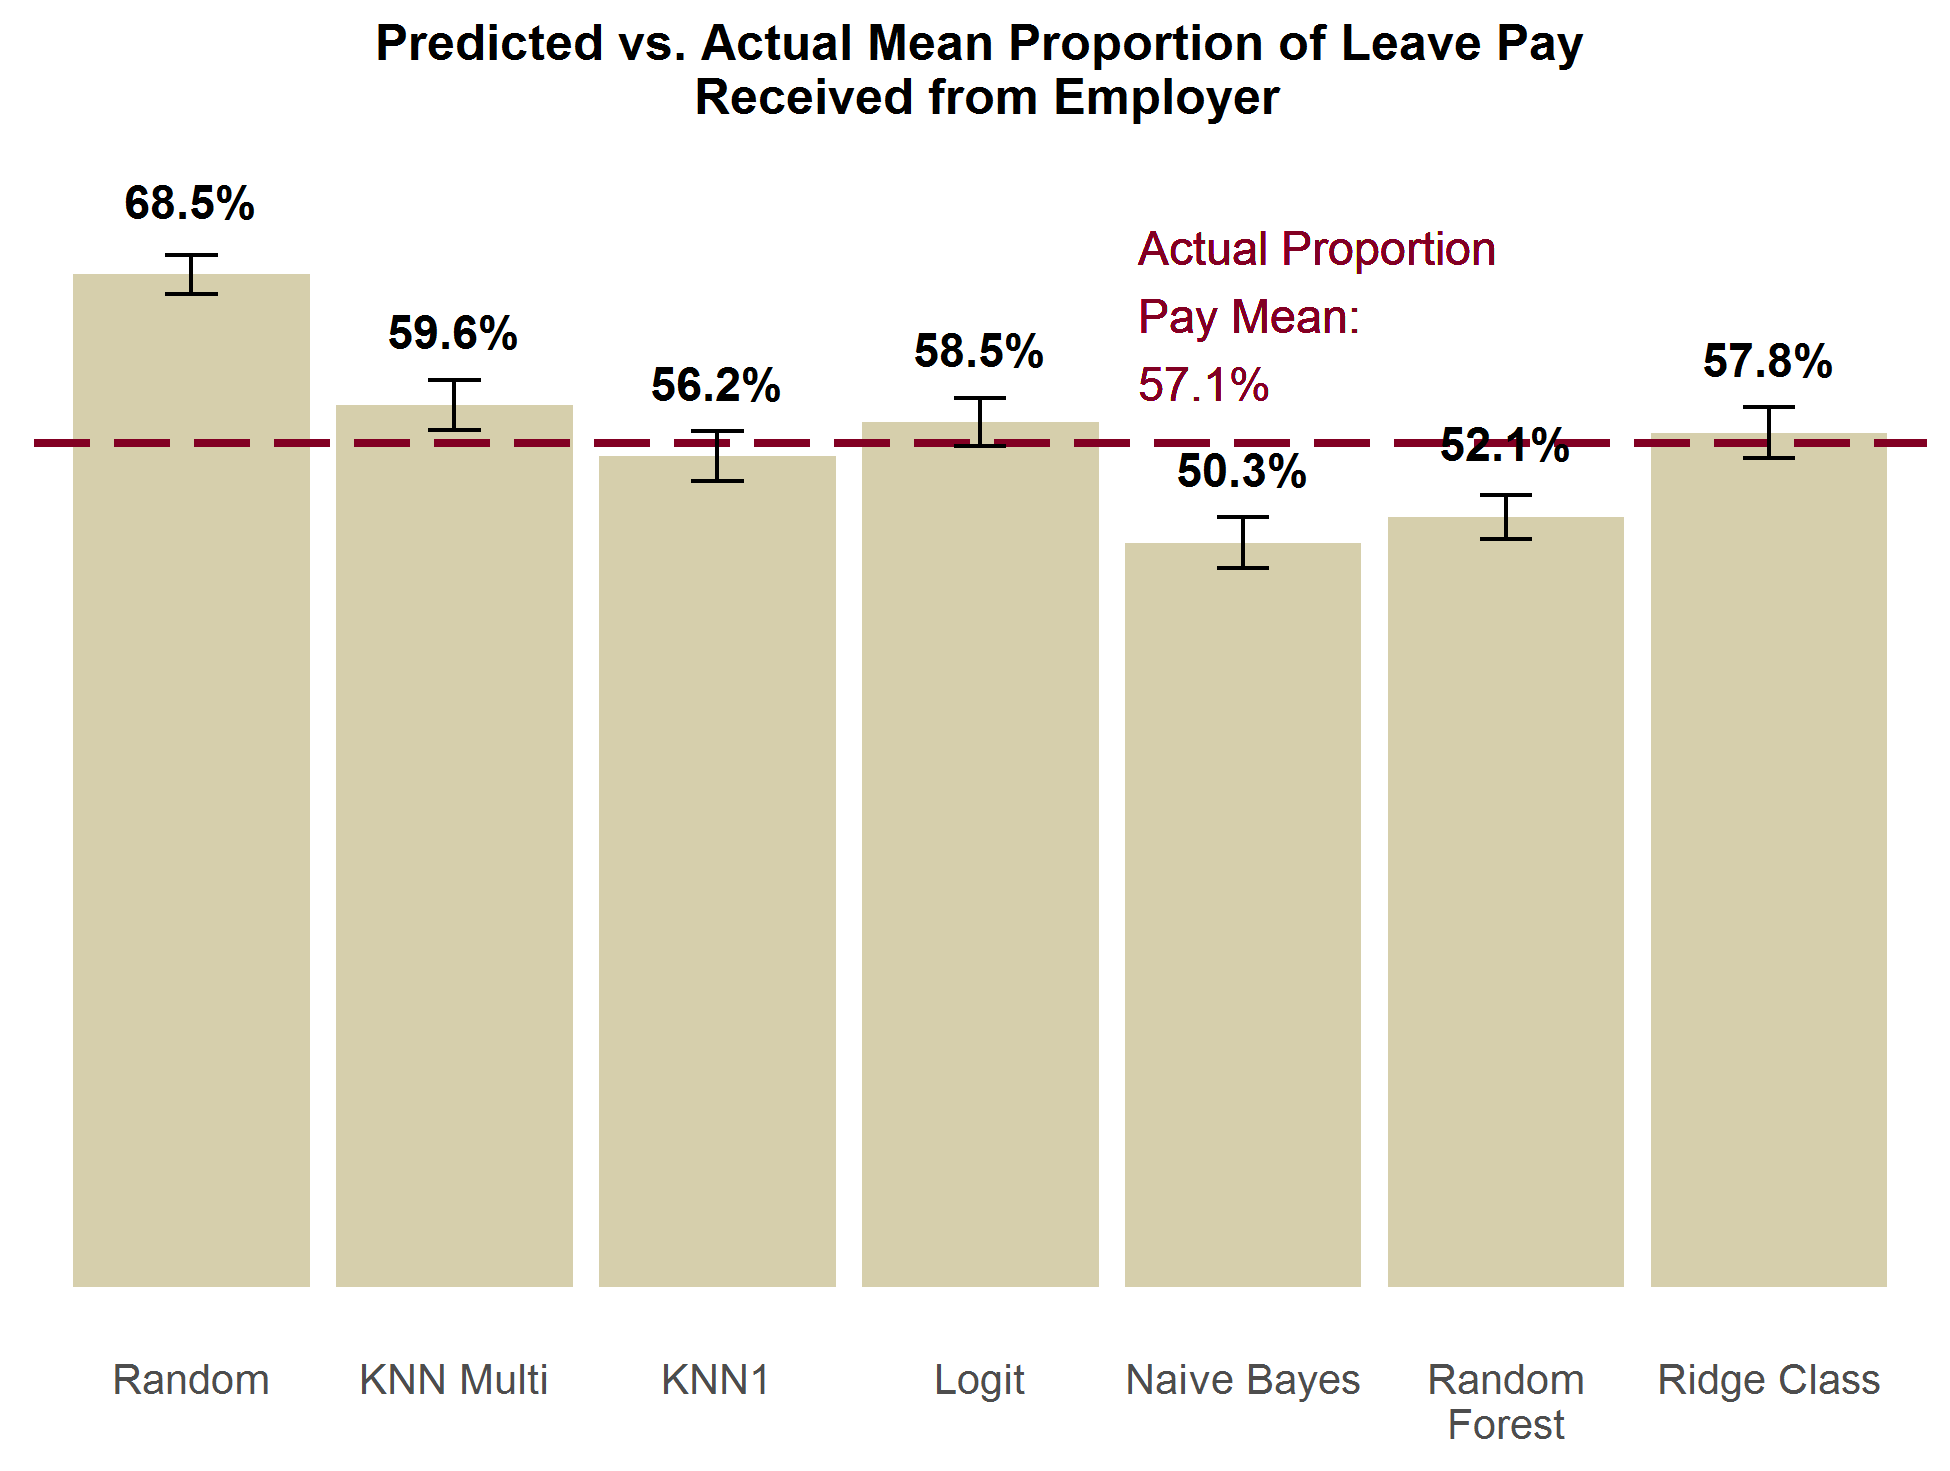 Predicted vs. Actual Mean Proportion of Leave Pay
Received from Employer
68.5%
59.6%
56.2%
58.5%
Actual Proportion
Pay Mean:
57.1%
50.3%
52.1%
57.8%
Random
KNN Multi
KNN1
Logit
Naive Bayes
Random
Forest
Ridge Class